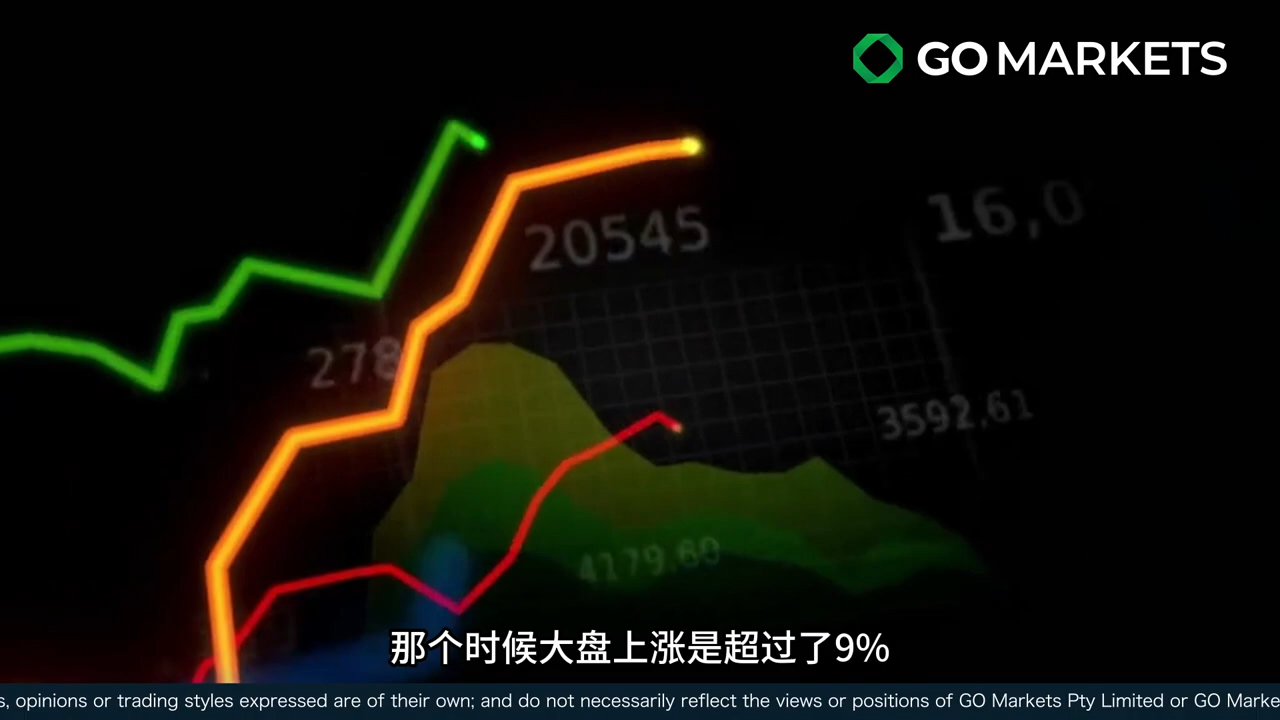 GO MARKETS
16,0
20545
278
3592,61
4179,60
那个时候大盘上涨是超过了9%
s, opinions or trading styles expressed are of their own; and do not necessarily reflect the views or positions of GO Markets Pty Limited or GO Marke